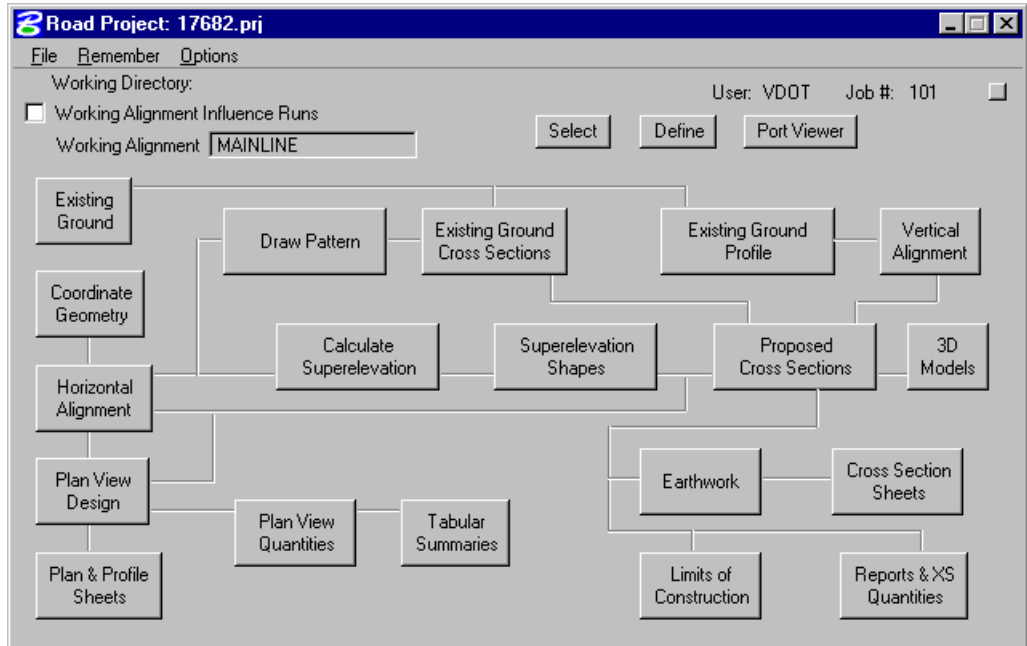 Road Project: 17682.prj
File Remember Options
Working Directory:
User: VDOT Job #: 101
Working Alignment Influence Runs
Working Alignment MAINLINE
Select Define Port Viewer
Existing
Ground
Draw Pattern
Existing Ground
Cross Sections
Existing Ground
Profile
Vertical
Alignment
Coordinate
Geometry
Calculate
Superelevation
Superelevation
Shapes
Proposed
Cross Sections
3D
Models
Horizontal
Alignment
Plan View
Design
Earthwork
Cross Section
Sheets
Plan View
Quantities
Tabular
Summaries
Plan & Profile
Sheets
Limits of
Construction
Reports & XS
Quantities